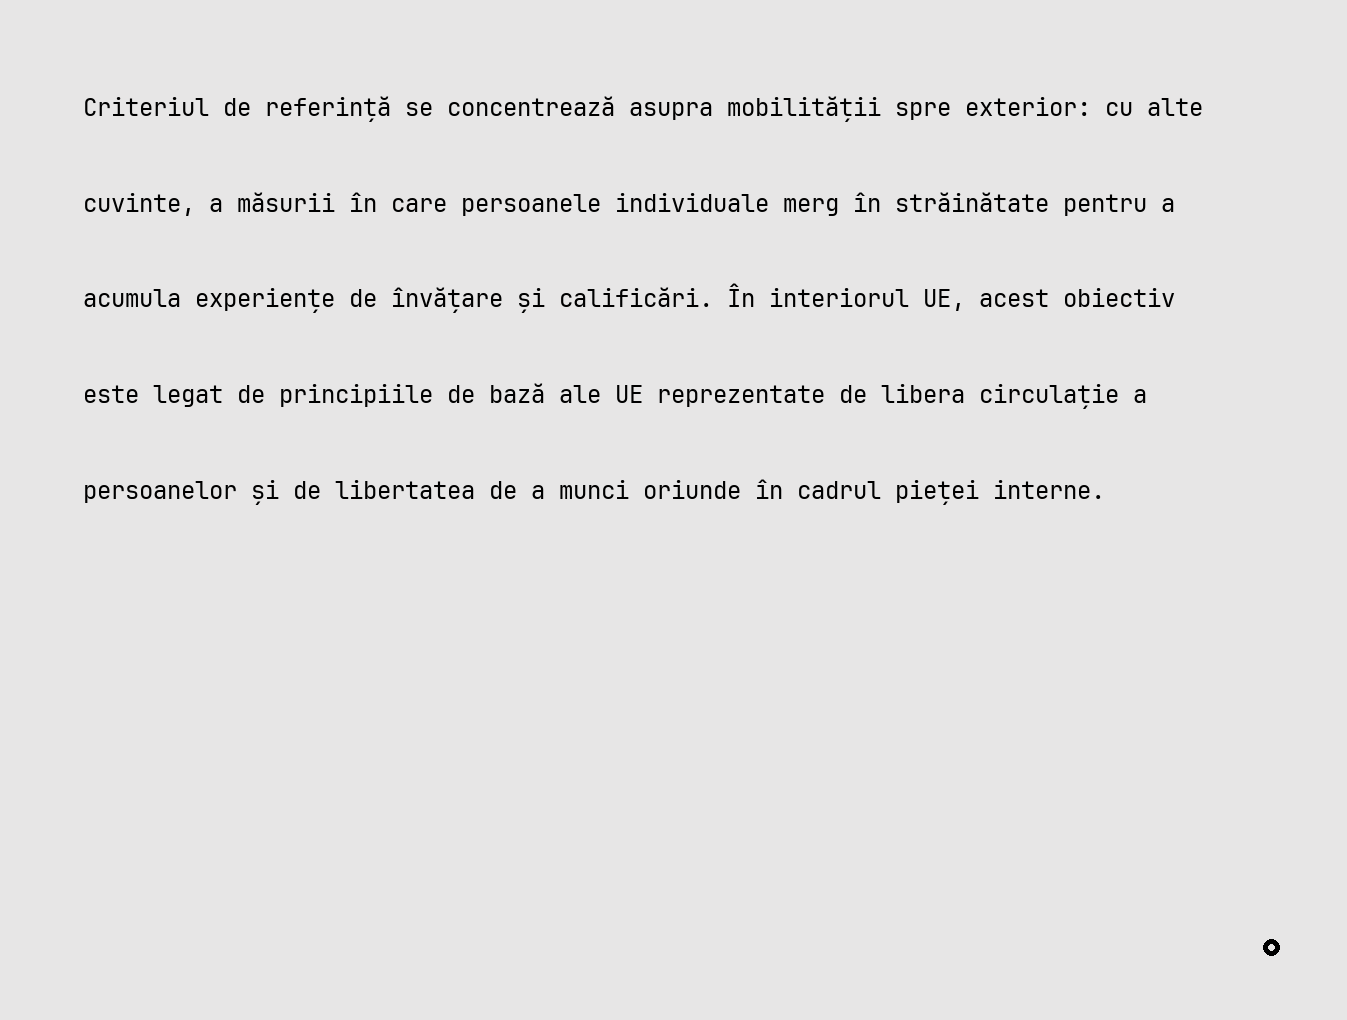 Criteriul de referință se concentrează asupra mobilității spre exterior: cu alte
cuvinte, a măsurii în care persoanele individuale merg în străinătate pentru a
acumula experiențe de învățare și calificări. În interiorul UE, acest obiectiv
este legat de principiile de bază ale UE reprezentate de libera circulație a
persoanelor și de libertatea de a munci oriunde în cadrul pieței interne.